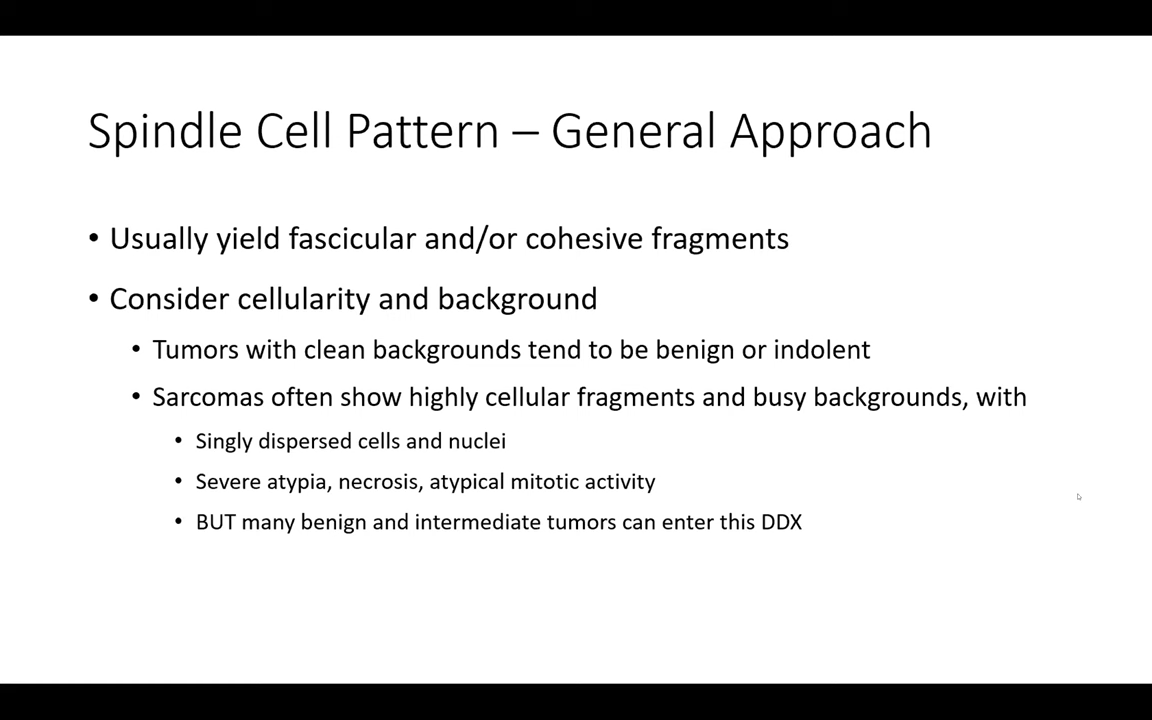 Spindle Cell Pattern – General Approach
• Usually yield fascicular and/or cohesive fragments
• Consider cellularity and background
• Tumors with clean backgrounds tend to be benign or indolent
• Sarcomas often show highly cellular fragments and busy backgrounds, with
• Singly dispersed cells and nuclei
• Severe atypia, necrosis, atypical mitotic activity
• BUT many benign and intermediate tumors can enter this DDX